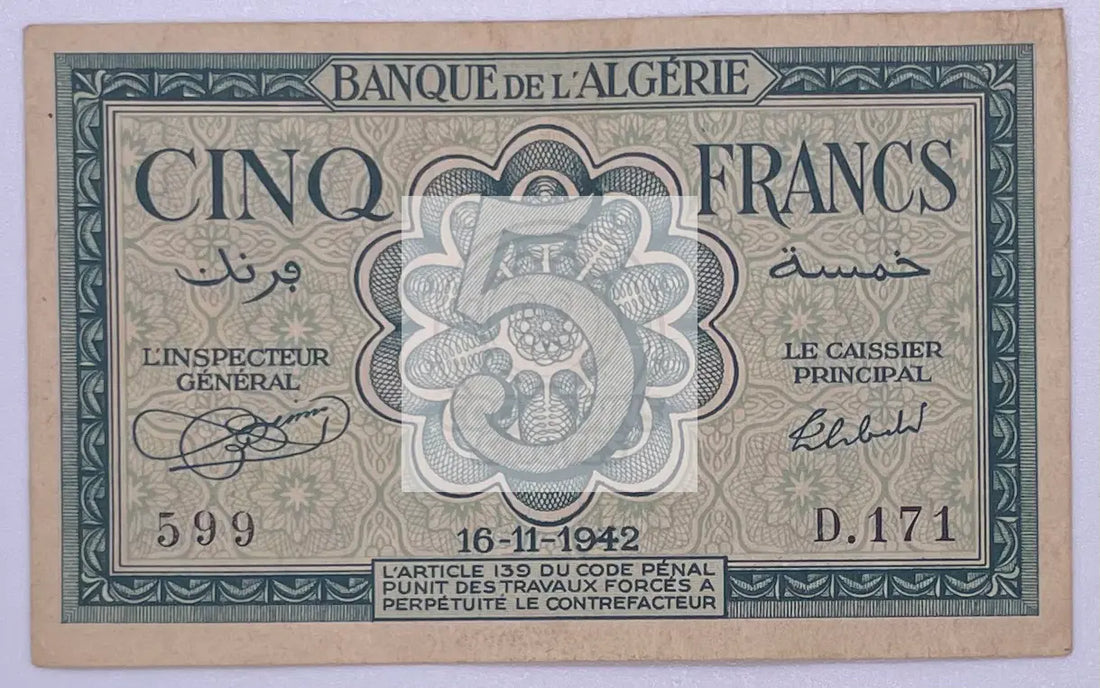 BANQUE DE L'ALGÉRIE
CINQ FRANCS
فرنك خمسة
5
L'INSPECTEUR
GÉNÉRAL
LE CAISSIER
PRINCIPAL
599
D.171
16-11-1942
L'ARTICLE 139 DU CODE PÉNAL
PUNIT DES TRAVAUX FORCÉS A
PERPÉTUITÉ LE CONTREFACTEUR